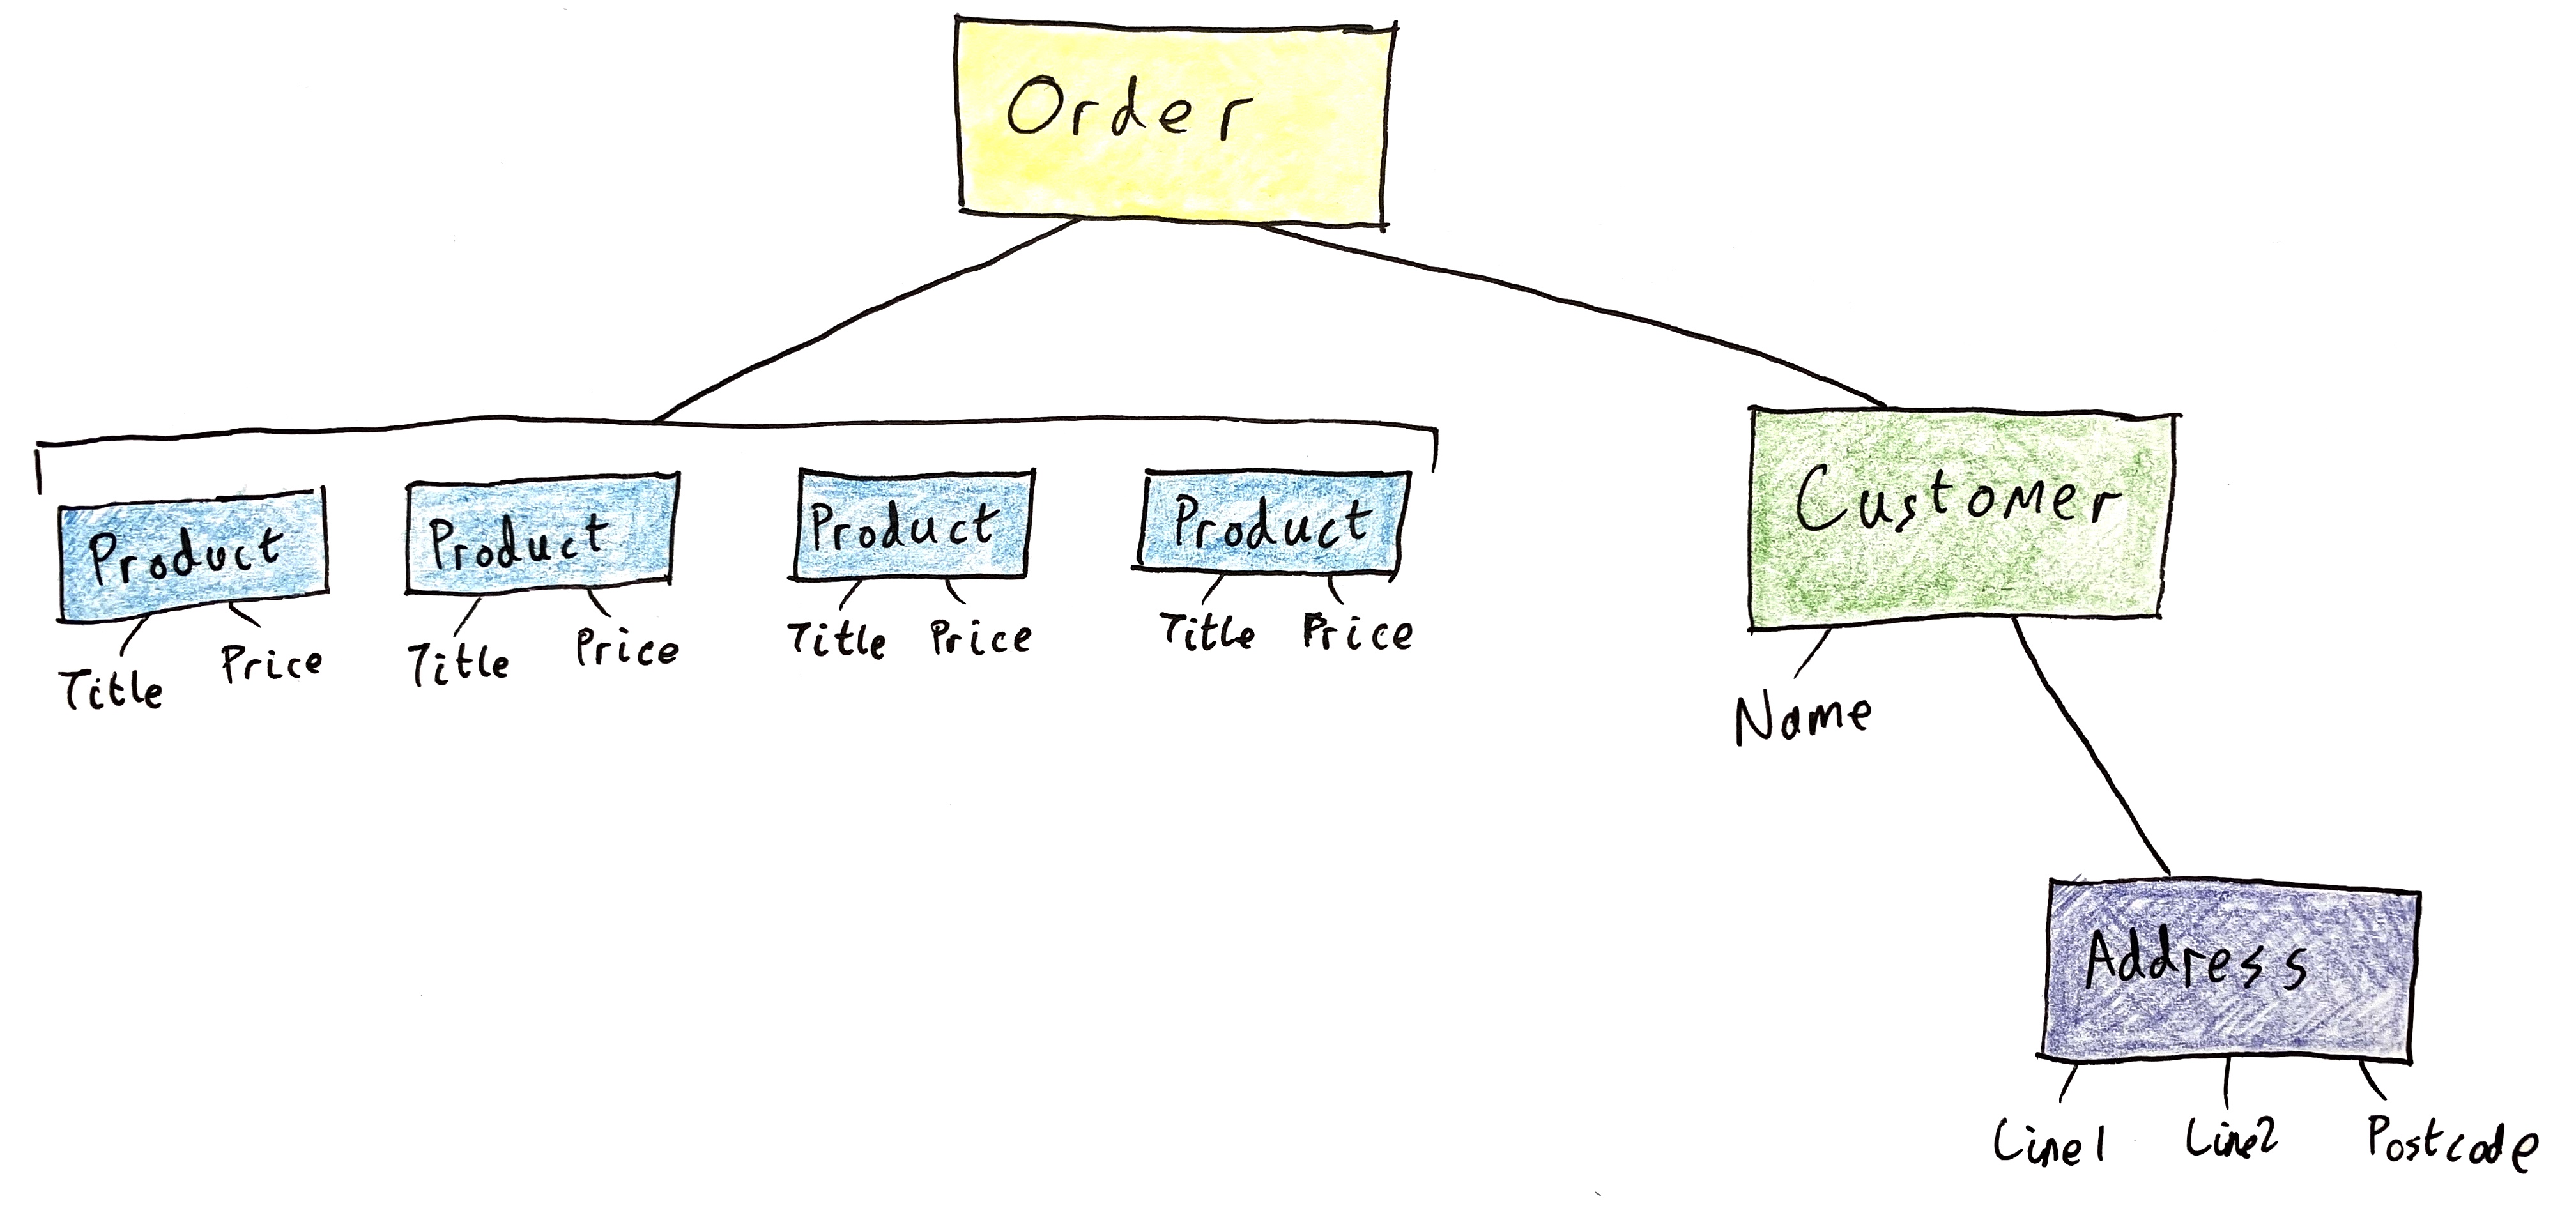 Order
Product
Product
Product
Product
Customer
Title
Price
Title
Price
Title
Price
Title
Price
Name
Address
Line1
Line2
Postcode